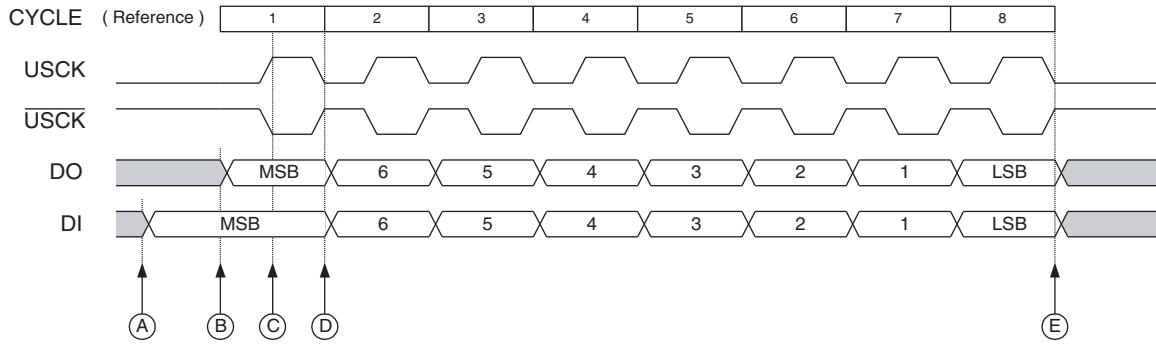 CYCLE ( Reference ) 1 2 3 4 5 6 7 8
USCK
USCK
DO MSB 6 5 4 3 2 1 LSB
DI MSB 6 5 4 3 2 1 LSB
A B C D E